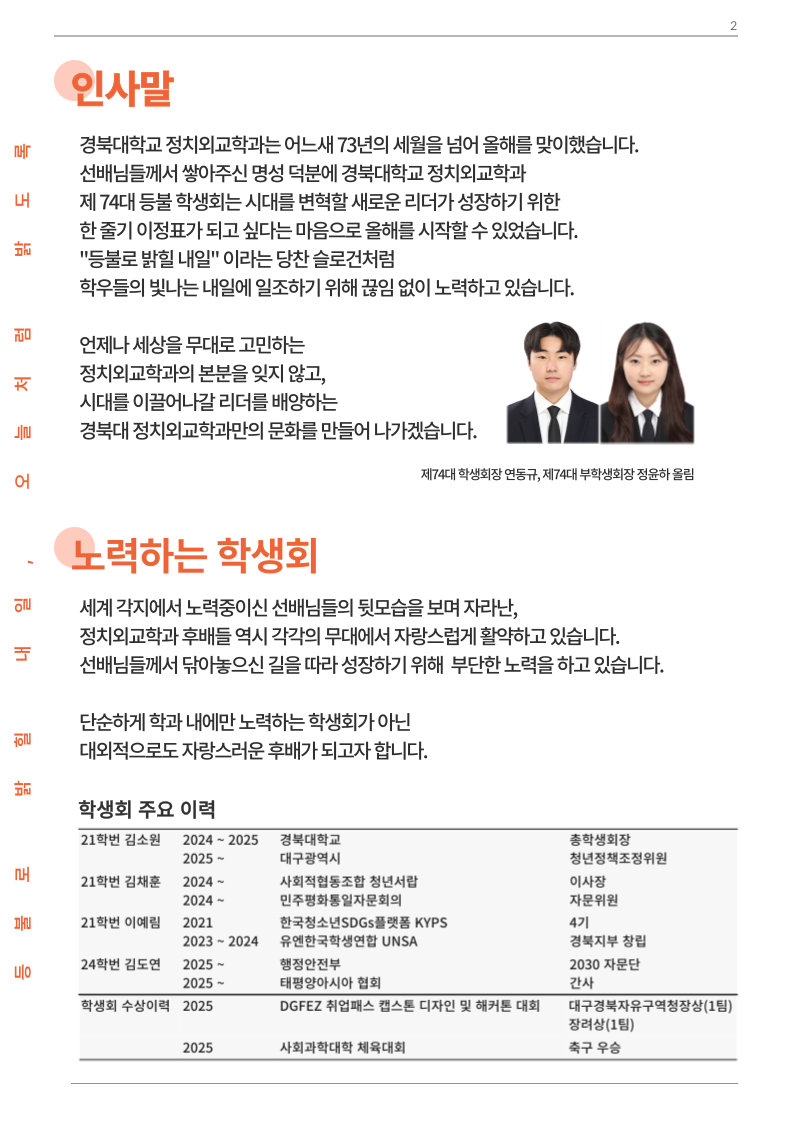 2
인사말
경북대학교 정치외교학과는 어느새 73년의 세월을 넘어 올해를 맞이했습니다.
선배님들께서 쌓아주신 명성 덕분에 경북대학교 정치외교학과
제 74대 등불 학생회는 시대를 변혁할 새로운 리더가 성장하기 위한
한 줄기 이정표가 되고 싶다는 마음으로 올해를 시작할 수 있었습니다.
"등불로 밝힐 내일" 이라는 당찬 슬로건처럼
학우들의 빛나는 내일에 일조하기 위해 끊임 없이 노력하고 있습니다.
언제나 세상을 무대로 고민하는
정치외교학과의 본분을 잊지 않고,
시대를 이끌어나갈 리더를 배양하는
경북대 정치외교학과만의 문화를 만들어 나가겠습니다.
제74대 학생회장 연동규, 제74대 부학생회장 정윤하 올림
노력하는 학생회
세계 각지에서 노력중이신 선배님들의 뒷모습을 보며 자라난,
정치외교학과 후배들 역시 각각의 무대에서 자랑스럽게 활약하고 있습니다.
선배님들께서 닦아놓으신 길을 따라 성장하기 위해 부단한 노력을 하고 있습니다.
단순하게 학과 내에만 노력하는 학생회가 아닌
대외적으로도 자랑스러운 후배가 되고자 합니다.
학생회 주요 이력
21학번 김소원 2024 ~ 2025 경북대학교 총학생회장
2025 ~ 대구광역시 청년정책조정위원
21학번 김채훈 2024 ~ 사회적협동조합 청년서랍 이사장
2024 ~ 민주평화통일자문회의 자문위원
21학번 이예림 2021 한국청소년SDGs플랫폼 KYPS 4기
2023 ~ 2024 유엔한국학생연합 UNSA 경북지부 창립
24학번 김도연 2025 ~ 행정안전부 2030 자문단
2025 ~ 태평양아시아 협회 간사
학생회 수상이력 2025 DGFEZ 취업패스 캡스톤 디자인 및 해커톤 대회 대구경북자유구역청장상(1팀)
장려상(1팀)
2025 사회과학대학 체육대회 축구 우승
등불로 밝힐 내일, 오늘처럼 밝도록